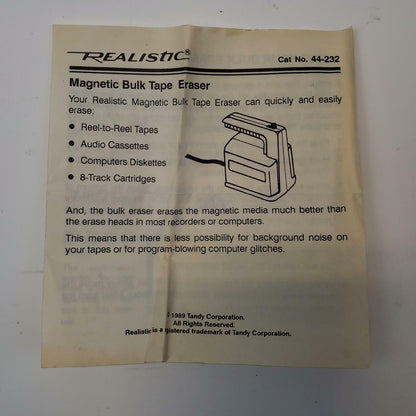 REALISTIC®
Cat No. 44-232
Magnetic Bulk Tape Eraser
Your Realistic Magnetic Bulk Tape Eraser can quickly and easily
erase:
● Reel-to-Reel Tapes
● Audio Cassettes
● Computers Diskettes
● 8-Track Cartridges
And, the bulk eraser erases the magnetic media much better than
the erase heads in most recorders or computers.
This means that there is less possibility for background noise on
your tapes or for program-blowing computer glitches.
1989 Tandy Corporation.
All Rights Reserved.
Realistic is a registered trademark of Tandy Corporation.